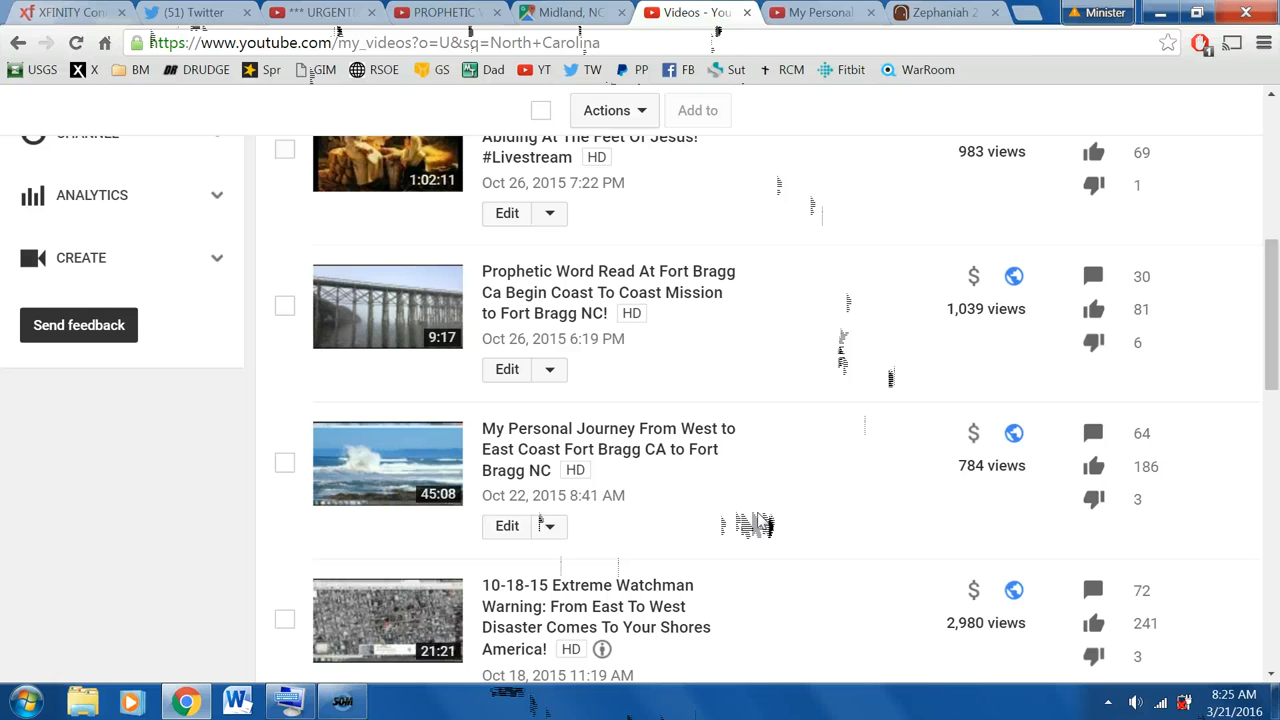 XFINITY Con
(51) Twitter
*** URGENT
PROPHETIC
Midland, NC
Videos - You
My Personal
Zephaniah 2
Minister
https://www.youtube.com/my_videos?o=U&sq=North+Carolina
1
USGS
X
BM
DRUDGE
Spr
GIM
RSOE
GS
Dad
YT
TW
PP
FB
Sut
RCM
Fitbit
WarRoom
Actions
Add to
CHANNEL
ANALYTICS
CREATE
Send feedback
Abiding At The Feet Of Jesus!
#Livestream HD
1:02:11
Oct 26, 2015 7:22 PM
Edit
983 views
69
1
Prophetic Word Read At Fort Bragg
Ca Begin Coast To Coast Mission
to Fort Bragg NC! HD
9:17
Oct 26, 2015 6:19 PM
Edit
$
1,039 views
30
81
6
My Personal Journey From West to
East Coast Fort Bragg CA to Fort
Bragg NC HD
45:08
Oct 22, 2015 8:41 AM
Edit
$
784 views
64
186
3
10-18-15 Extreme Watchman
Warning: From East To West
Disaster Comes To Your Shores
America! HD
21:21
Oct 18, 2015 11:19 AM
$
2,980 views
72
241
3
8:25 AM
3/21/2016